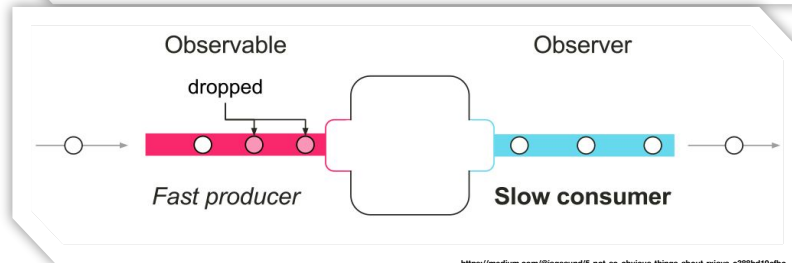 Observable
Observer
dropped
Fast producer
Slow consumer